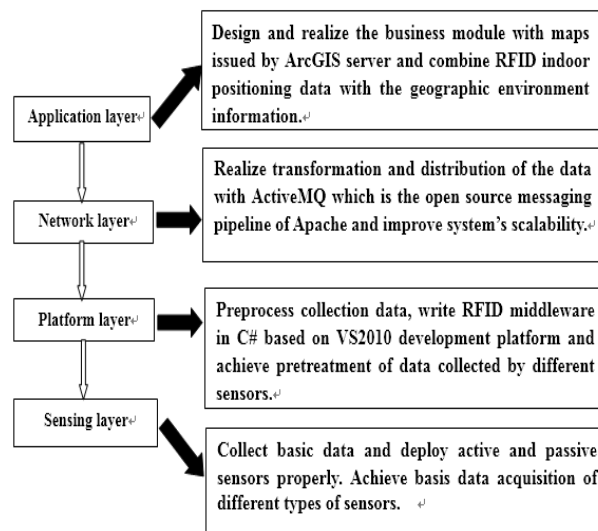 Design and realize the business module with maps
issued by ArcGIS server and combine RFID indoor
positioning data with the geographic environment
information.↵
Application layer↵
Realize transformation and distribution of the data
with ActiveMQ which is the open source messaging
pipeline of Apache and improve system's scalability.↵
Network layer↵
Preprocess collection data, write RFID middleware
in C# based on VS2010 development platform and
achieve pretreatment of data collected by different
sensors.↵
Platform layer↵
Sensing layer↵
Collect basic data and deploy active and passive
sensors properly. Achieve basis data acquisition of
different types of sensors. ↵